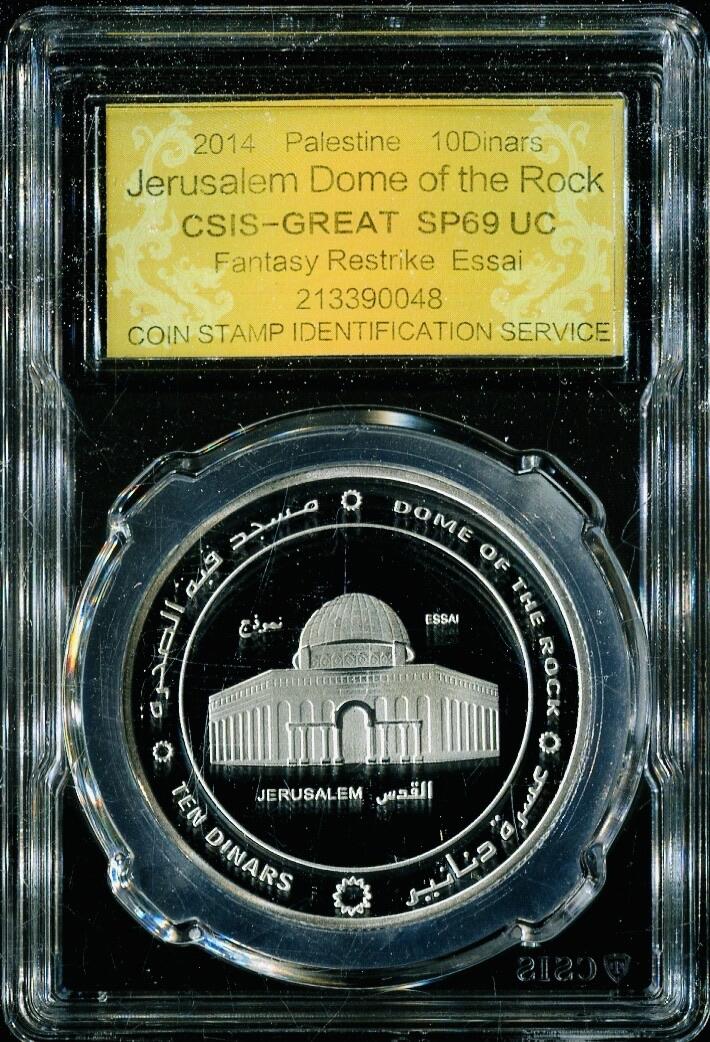 2014 Palestine 10Dinars
Jerusalem Dome of the Rock
CSIS-GREAT SP69 UC
Fantasy Restrike Essai
213390048
COIN STAMP IDENTIFICATION SERVICE
مسجد قبة الصخرة
DOME OF THE ROCK
نموذج
ESSAI
JERUSALEM القدس
TEN DINARS
عشرة دنانير
CSIS